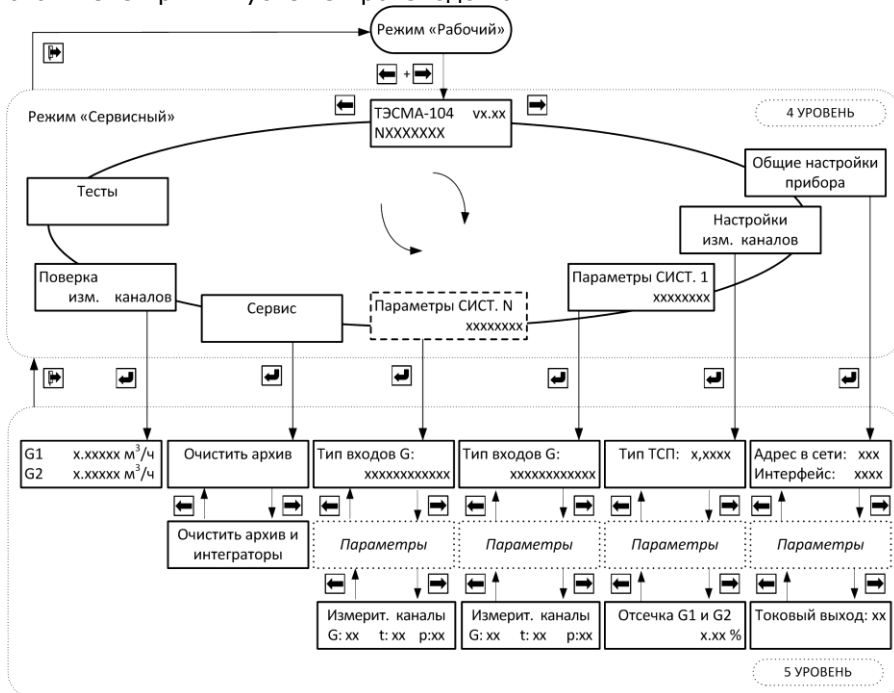 Режим «Рабочий»
+
Режим «Сервисный»
ТЭСМА-104 vx.xx
NXXXXXXX
4 УРОВЕНЬ
Общие настройки
прибора
Тесты
Настройки
изм. каналов
Поверка
изм. каналов
Сервис
Параметры СИСТ. N
xxxxxxxx
Параметры СИСТ. 1
xxxxxxxx
G1 x.xxxxx м³/ч
G2 x.xxxxx м³/ч
Очистить архив
Тип входов G:
xxxxxxxxxxxx
Тип входов G:
xxxxxxxxxxxx
Тип ТСП: x,xxxx
Адрес в сети: xxx
Интерфейс: xxxx
Очистить архив и
интеграторы
Параметры
Параметры
Параметры
Параметры
Измерит. каналы
G: xx t: xx p:xx
Измерит. каналы
G: xx t: xx p:xx
Отсечка G1 и G2
x.xx %
Токовый выход: xx
5 УРОВЕНЬ